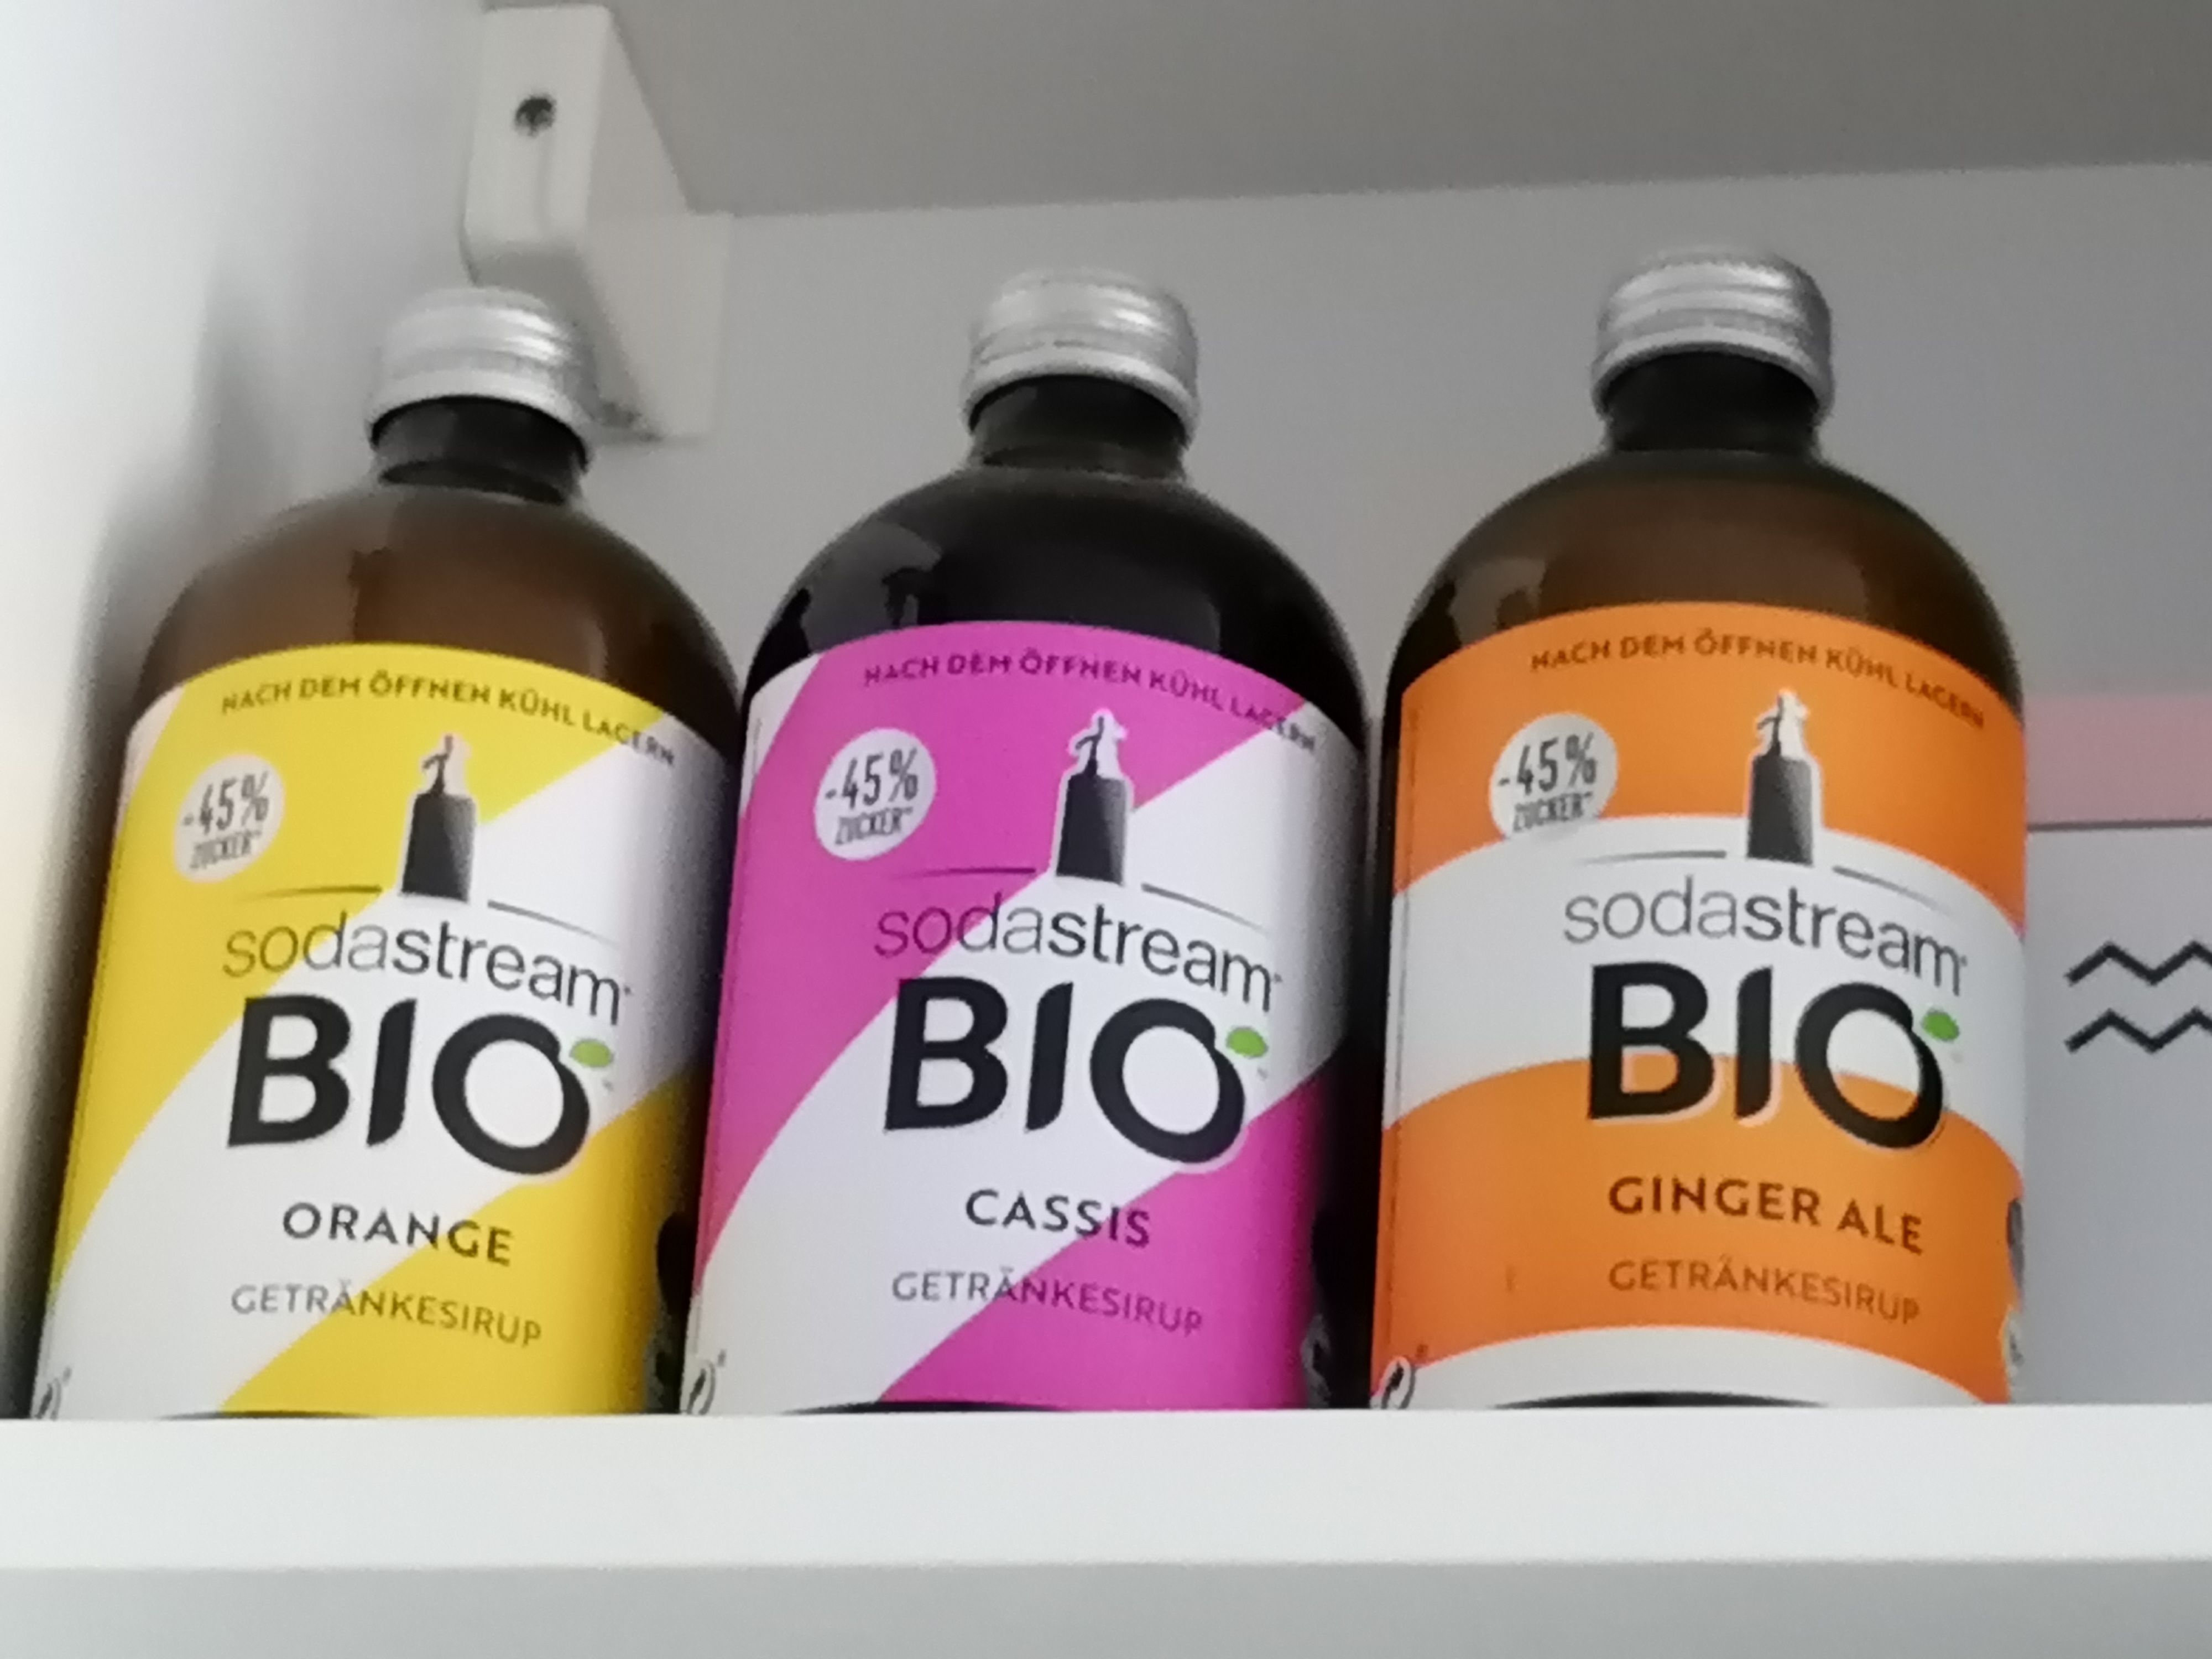 NACH DEM ÖFFNEN KÜHL LAGERN
-45%
ZUCKER**
sodastream
BIO
ORANGE
GETRÄNKESIRUP
NACH DEM ÖFFNEN KÜHL LAGERN
-45%
ZUCKER**
sodastream
BIO
CASSIS
GETRÄNKESIRUP
NACH DEM ÖFFNEN KÜHL LAGERN
-45%
ZUCKER**
sodastream
BIO
GINGER ALE
GETRÄNKESIRUP